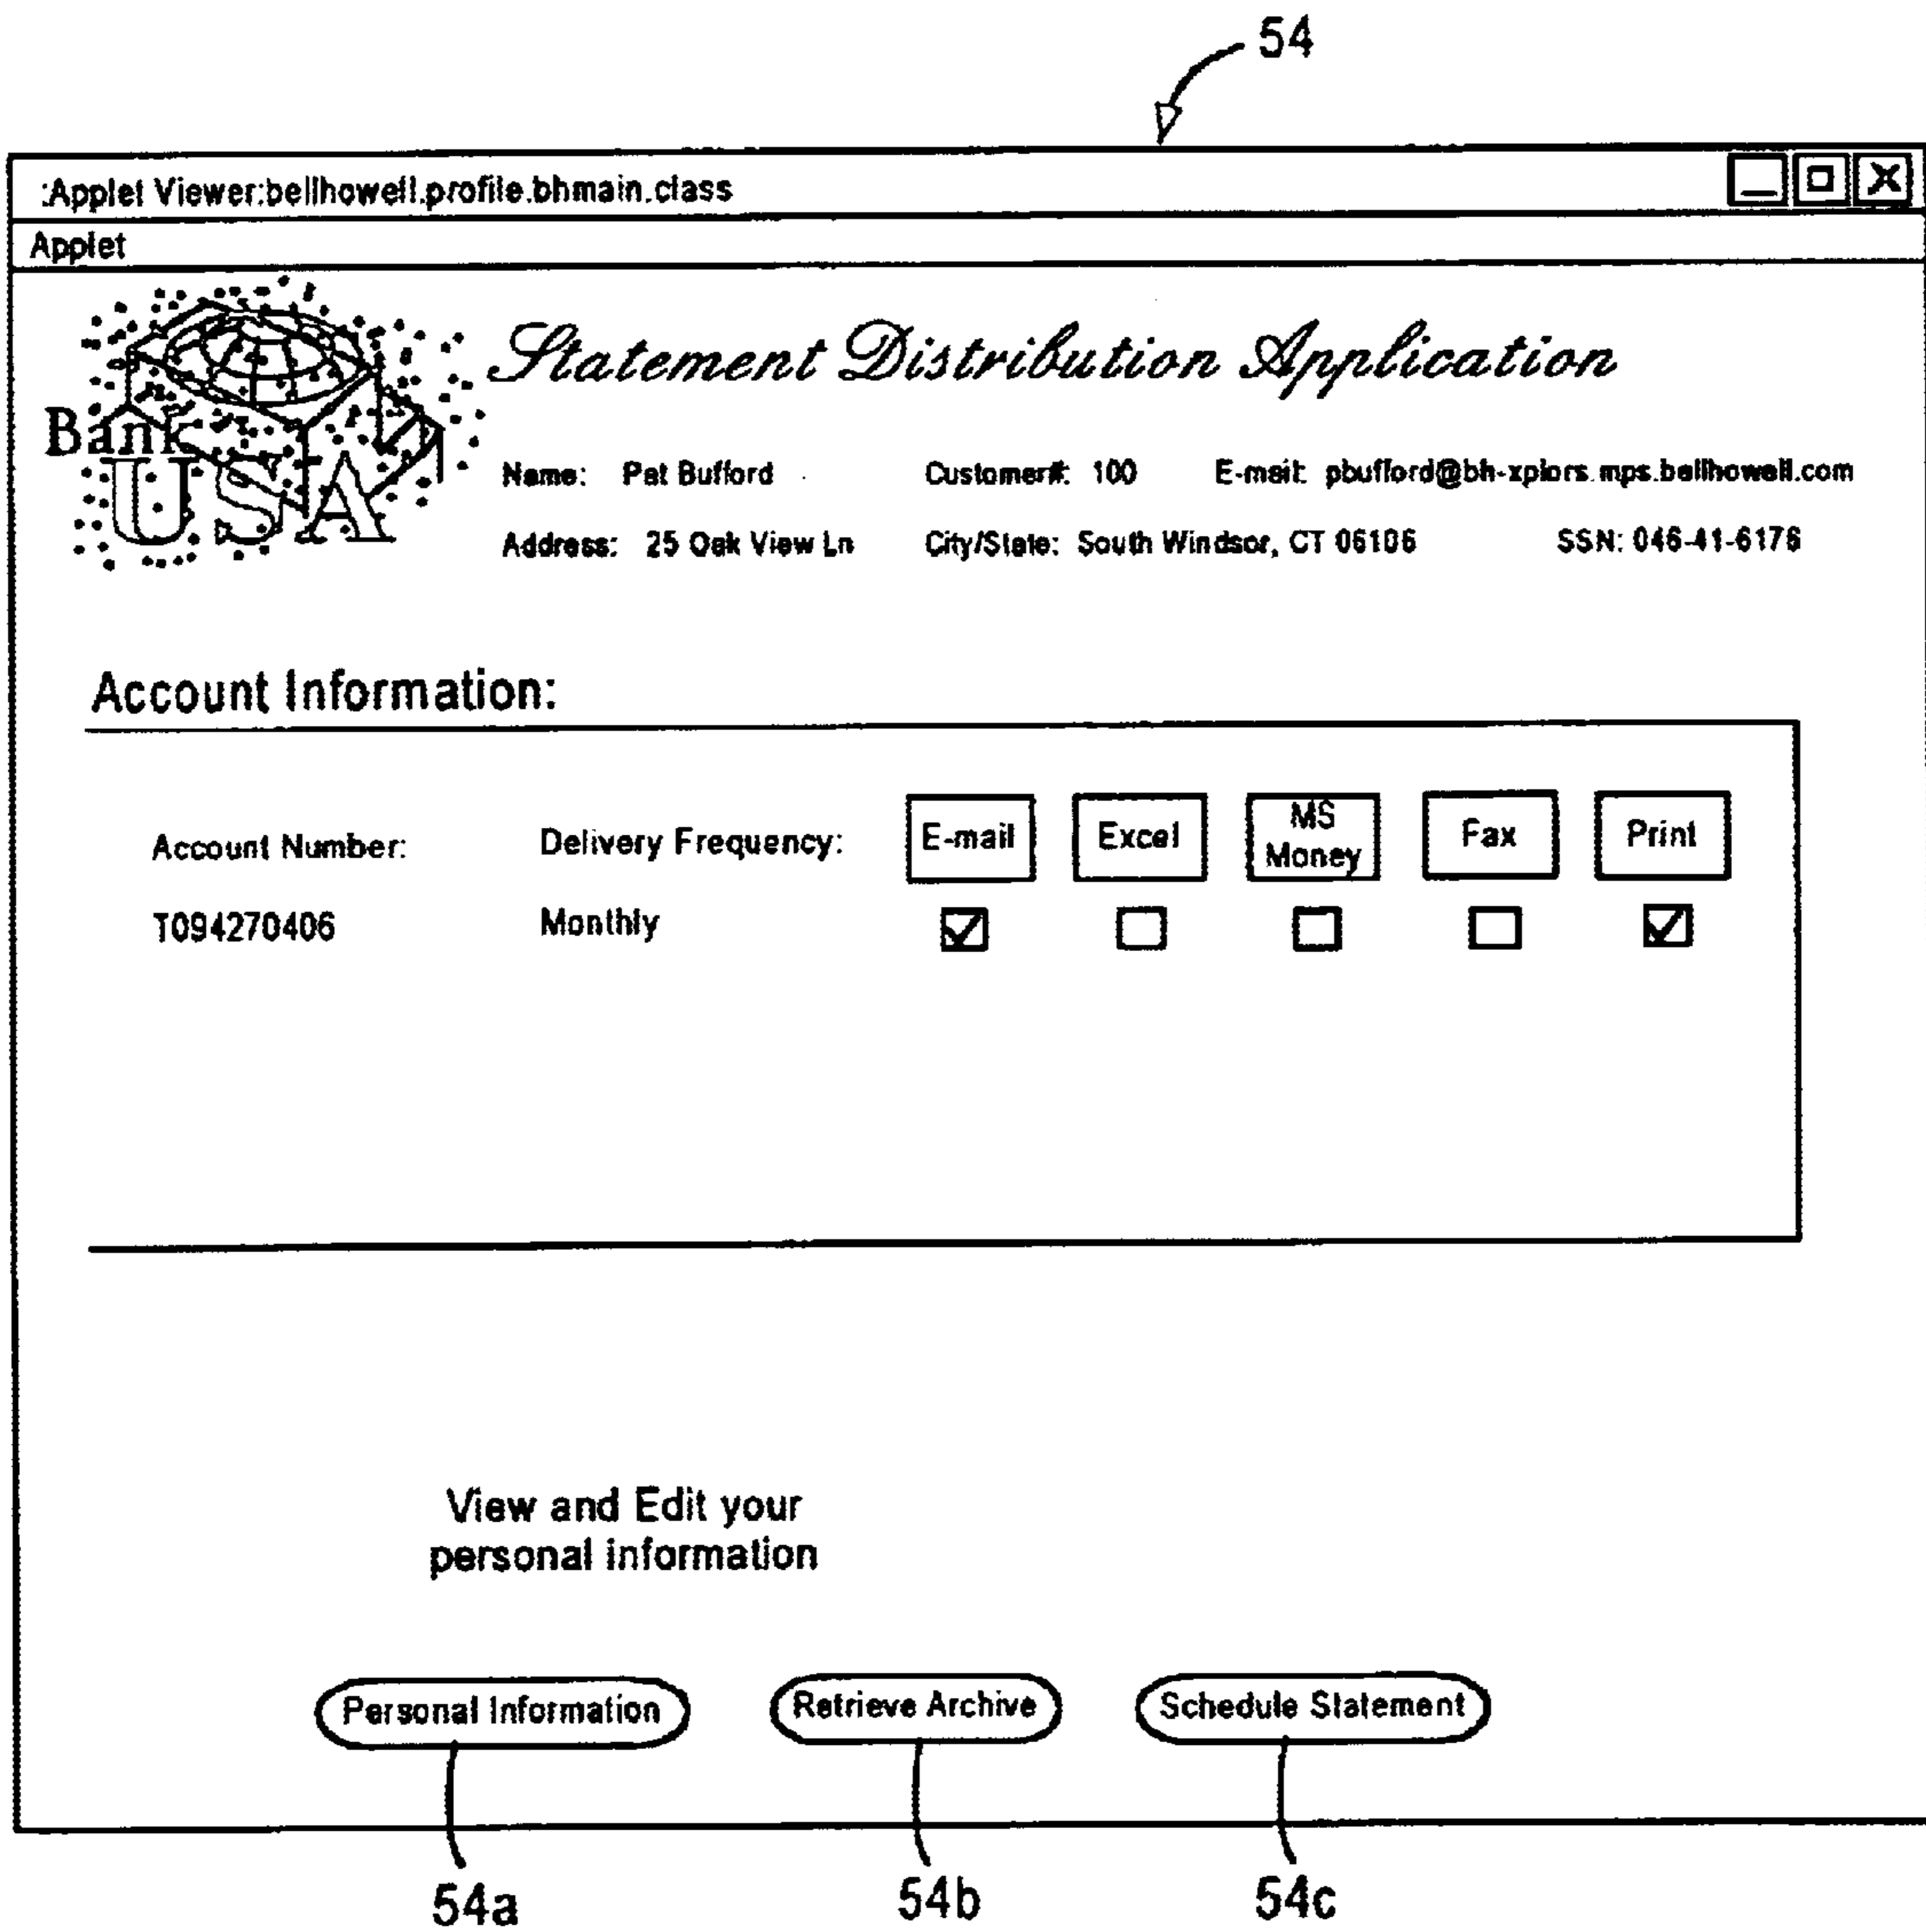 54
:Applet Viewer:bellhowell.profile.bhmain.class
Applet
Bank
USA
Statement Distribution Application
Name: Pat Bufford Customer#: 100 E-mail: pbufford@bh-xplors.mps.bellhowell.com
Address: 25 Oak View Ln City/State: South Windsor, CT 06106 SSN: 046-41-6176
Account Information:
Account Number: Delivery Frequency: E-mail Excel MS Money Fax Print
T094270406 Monthly
View and Edit your
personal information
Personal Information Retrieve Archive Schedule Statement
54a 54b 54c